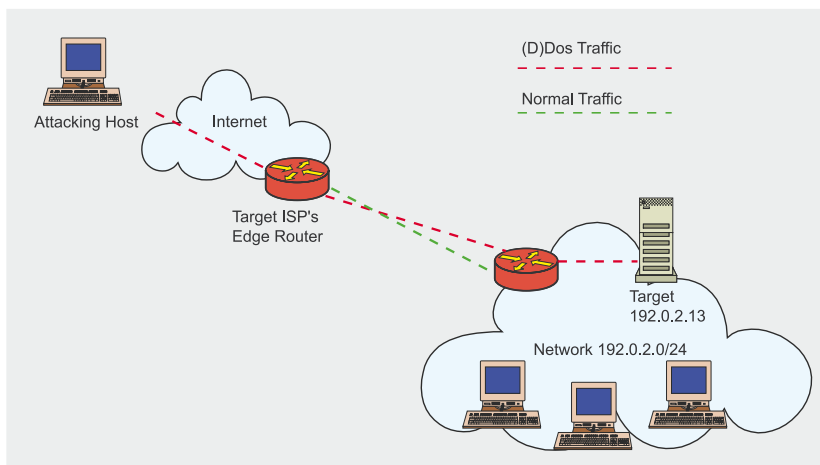 (D)Dos Traffic
Normal Traffic
Attacking Host
Internet
Target ISP's
Edge Router
Target
192.0.2.13
Network 192.0.2.0/24